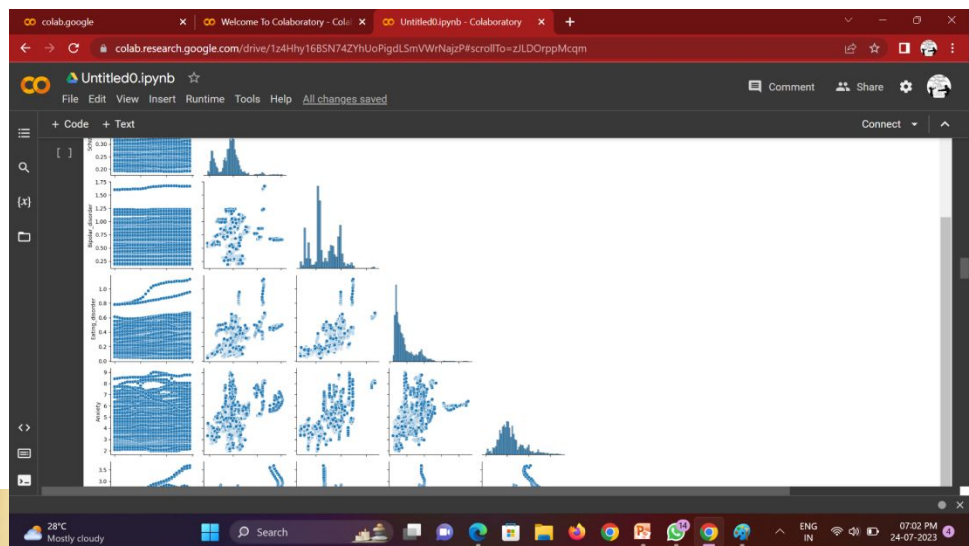 colab.google
Welcome To Colaboratory - Cola
Untitled0.ipynb - Colaboratory
colab.research.google.com/drive/1z4Hhy16BSN74ZYhUoPigdLSmVWrNajzP#scrollTo=zJLDOrppMcqm
Untitled0.ipynb
File Edit View Insert Runtime Tools Help All changes saved
Comment Share
+ Code + Text
Connect
[ ]
0.30
0.25
0.20
Bipolar_disorder
1.75
1.50
1.25
1.00
0.75
0.50
0.25
Eating_disorder
1.0
0.8
0.6
0.4
0.2
0.0
Anxiety
9
8
7
6
5
4
3
2
3.5
3.0
{x}
28°C
Mostly cloudy
Search
14
ENG
IN
07:02 PM
24-07-2023
4